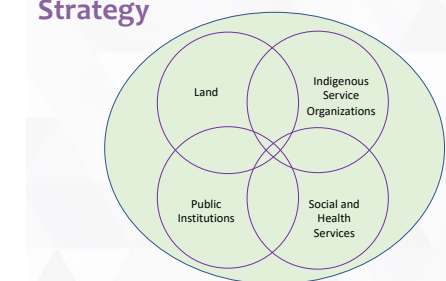 Strategy
Land
Indigenous
Service
Organizations
Public
Institutions
Social and
Health
Services